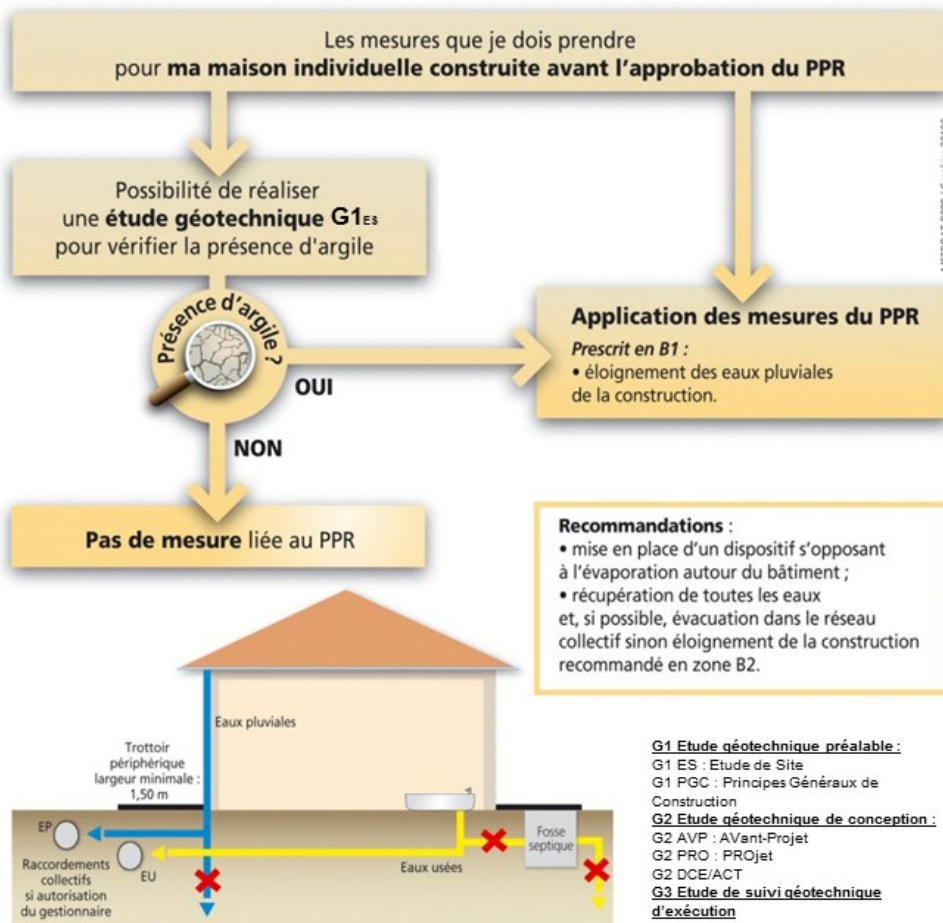 Les mesures que je dois prendre
pour ma maison individuelle construite avant l'approbation du PPR
Possibilité de réaliser
une étude géotechnique G1ES
pour vérifier la présence d'argile
Présence d'argile ?
OUI
NON
Application des mesures du PPR
Prescrit en B1 :
• éloignement des eaux pluviales
de la construction.
Pas de mesure liée au PPR
Recommandations :
• mise en place d'un dispositif s'opposant
à l'évaporation autour du bâtiment ;
• récupération de toutes les eaux
et, si possible, évacuation dans le réseau
collectif sinon éloignement de la construction
recommandé en zone B2.
Eaux pluviales
Trottoir
périphérique
largeur minimale :
1,50 m
EP
EU
Raccordements
collectifs
si autorisation
du gestionnaire
Eaux usées
Fosse
septique
G1 Etude géotechnique préalable :
G1 ES : Etude de Site
G1 PGC : Principes Généraux de
Construction
G2 Etude géotechnique de conception :
G2 AVP : AVant-Projet
G2 PRO : PROjet
G2 DCE/ACT
G3 Etude de suivi géotechnique
d'exécution